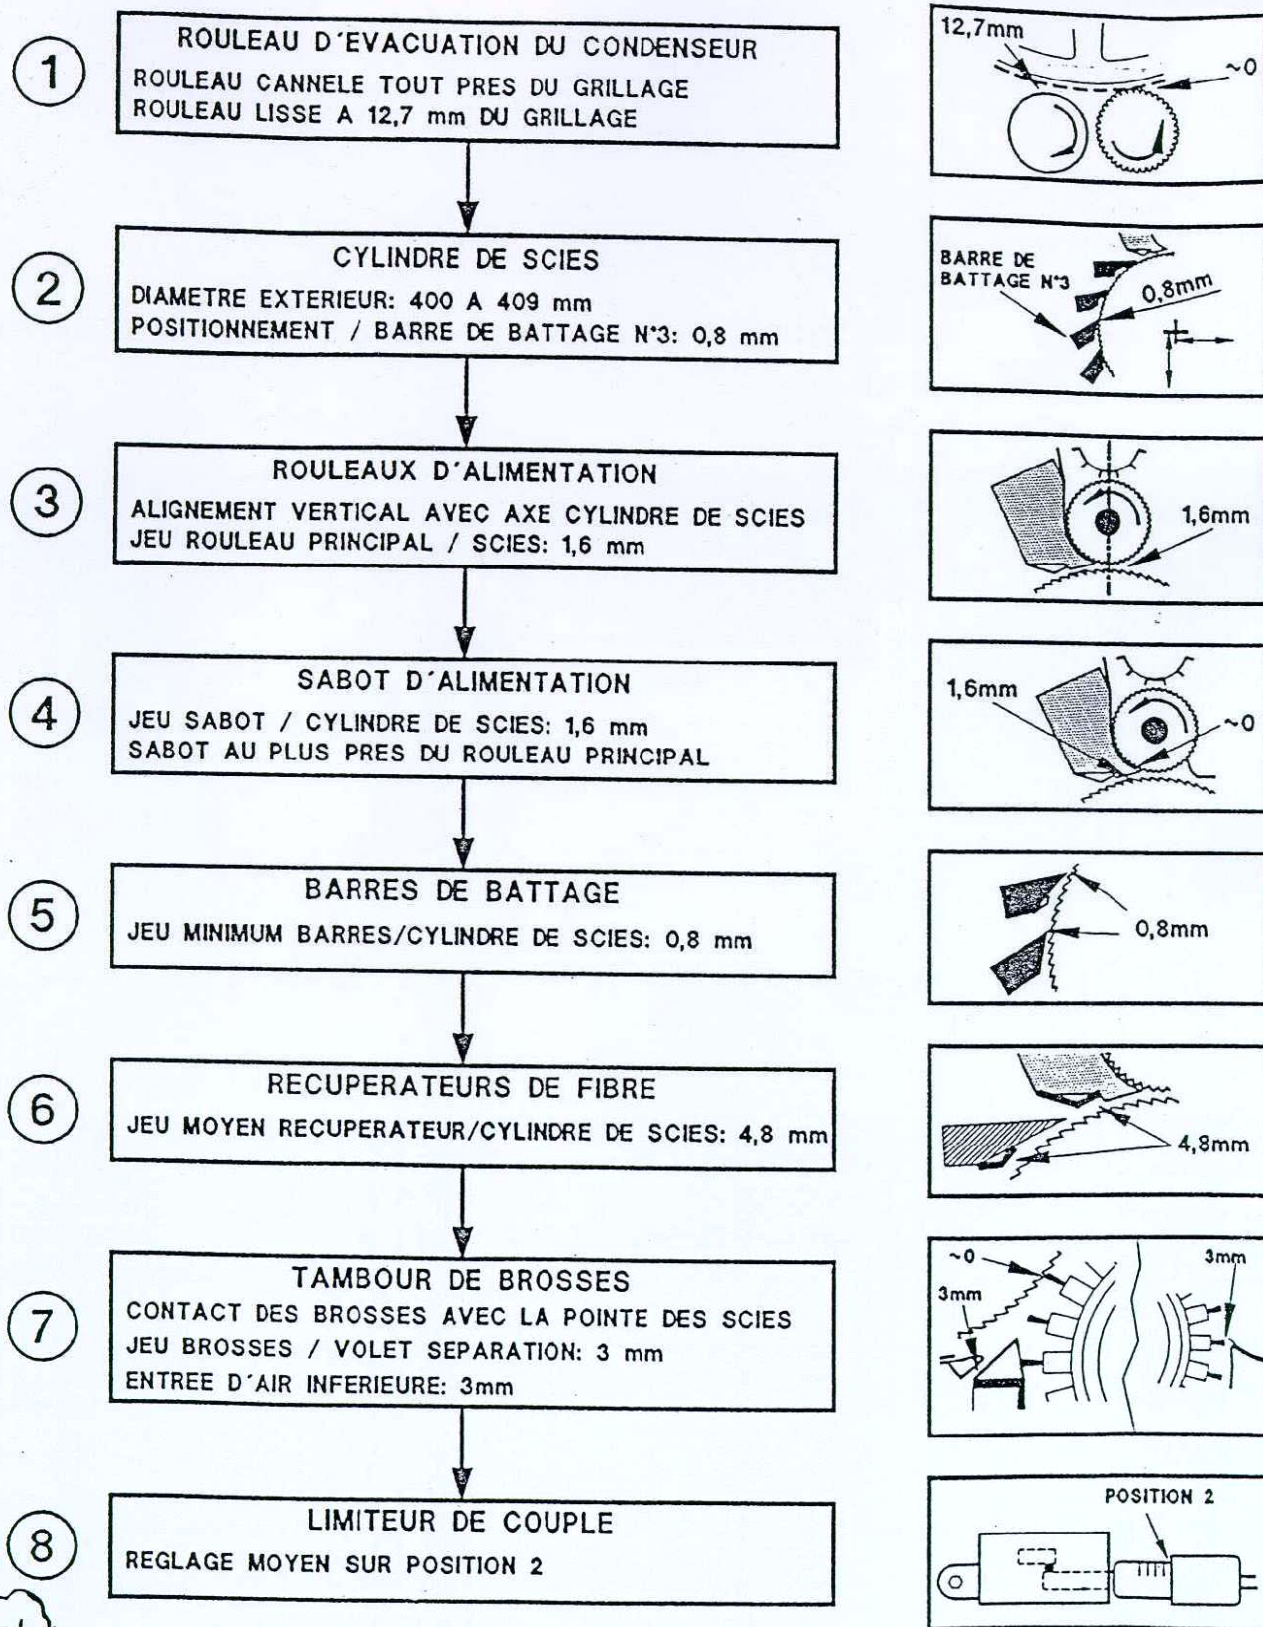 1
ROULEAU D'EVACUATION DU CONDENSEUR
ROULEAU CANNELE TOUT PRES DU GRILLAGE
ROULEAU LISSE A 12,7 mm DU GRILLAGE
12,7mm
~0
2
CYLINDRE DE SCIES
DIAMETRE EXTERIEUR: 400 A 409 mm
POSITIONNEMENT / BARRE DE BATTAGE N°3: 0,8 mm
BARRE DE
BATTAGE N°3
0,8mm
3
ROULEAUX D'ALIMENTATION
ALIGNEMENT VERTICAL AVEC AXE CYLINDRE DE SCIES
JEU ROULEAU PRINCIPAL / SCIES: 1,6 mm
1,6mm
4
SABOT D'ALIMENTATION
JEU SABOT / CYLINDRE DE SCIES: 1,6 mm
SABOT AU PLUS PRES DU ROULEAU PRINCIPAL
1,6mm
~0
5
BARRES DE BATTAGE
JEU MINIMUM BARRES/CYLINDRE DE SCIES: 0,8 mm
0,8mm
6
RECUPERATEURS DE FIBRE
JEU MOYEN RECUPERATEUR/CYLINDRE DE SCIES: 4,8 mm
4,8mm
7
TAMBOUR DE BROSSES
CONTACT DES BROSSES AVEC LA POINTE DES SCIES
JEU BROSSES / VOLET SEPARATION: 3 mm
ENTREE D'AIR INFERIEURE: 3mm
~0
3mm
3mm
8
LIMITEUR DE COUPLE
REGLAGE MOYEN SUR POSITION 2
POSITION 2